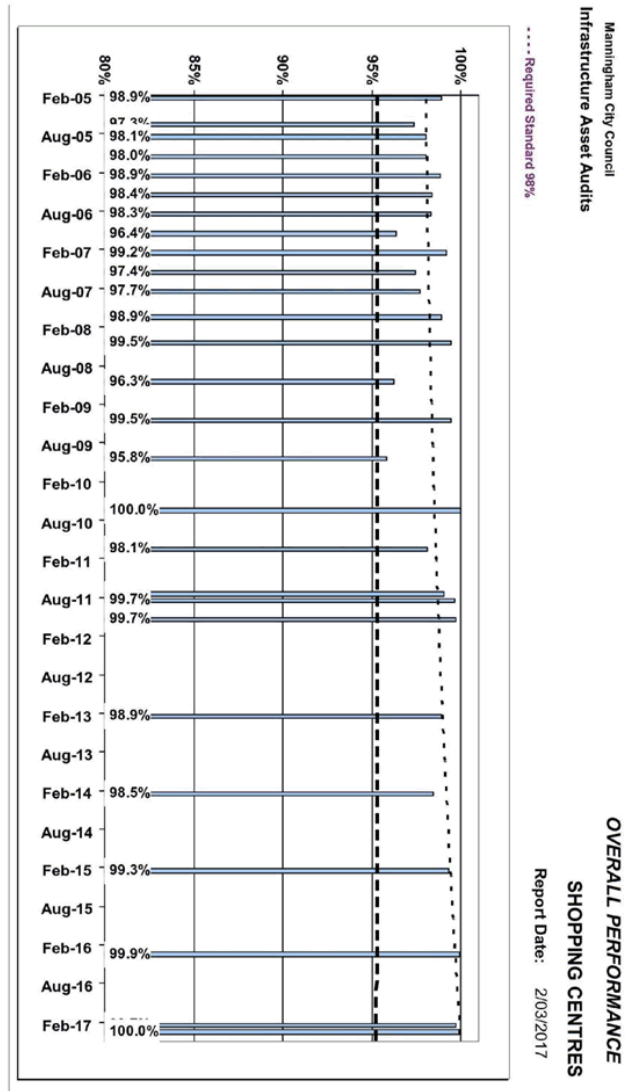 Manningham City Council
Infrastructure Asset Audits
OVERALL PERFORMANCE
SHOPPING CENTRES
Report Date: 2/03/2017
- - - - Required Standard 98%
100%
95%
90%
85%
80%
98.9%
97.3%
98.1%
98.0%
98.9%
98.4%
98.3%
96.4%
99.2%
97.4%
97.7%
98.9%
99.5%
96.3%
99.5%
95.8%
100.0%
98.1%
99.7%
99.7%
98.9%
98.5%
99.3%
99.9%
100.0%
Feb-05
Aug-05
Feb-06
Aug-06
Feb-07
Aug-07
Feb-08
Aug-08
Feb-09
Aug-09
Feb-10
Aug-10
Feb-11
Aug-11
Feb-12
Aug-12
Feb-13
Aug-13
Feb-14
Aug-14
Feb-15
Aug-15
Feb-16
Aug-16
Feb-17